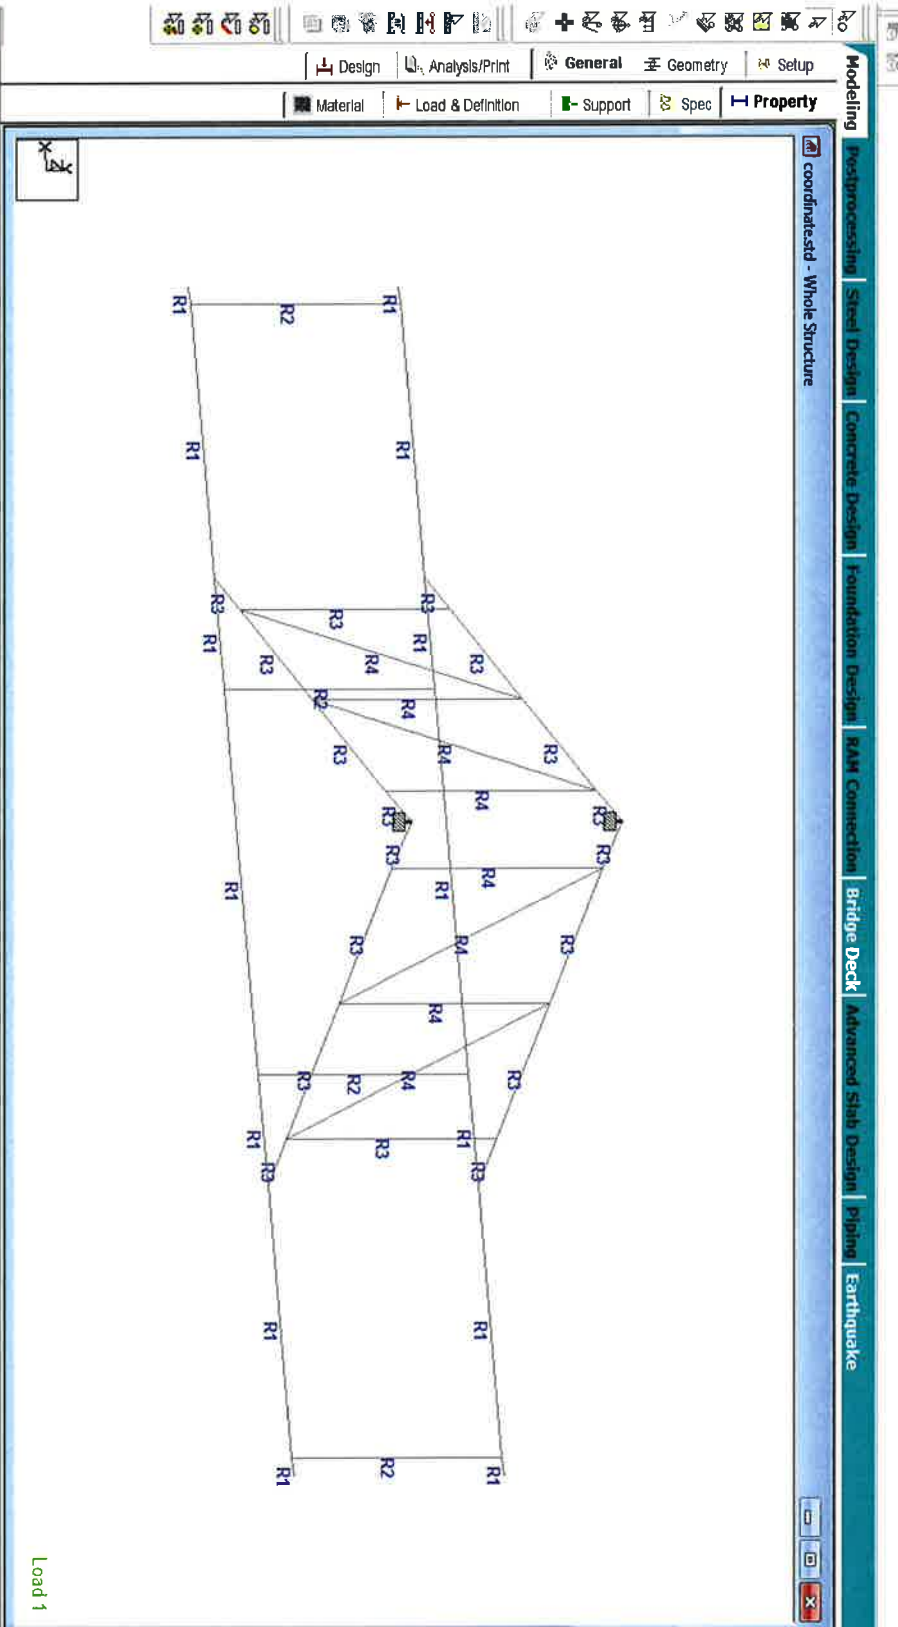 Modeling Postprocessing Steel Design Concrete Design Foundation Design RAM Connection Bridge Deck Advanced Slab Design Piping Earthquake
Setup
Geometry
General
Analysis/Print
Design
Property
Spec
Support
Load & Definition
Material
coordinate.std - Whole Structure
R3
R3
R3 R3
R3
R3
R3
R1 R2 R1
R1 R1
R3 R3
R1 R3 R4 R1
R2 R4
R3 R4
R4
R3
R3 R4
R1 R1
R3 R4
R4
R3 R2 R4
R1 R3 R1
R3 R3
R1 R1
R1 R2 R1
X
Y
Z
Load 1